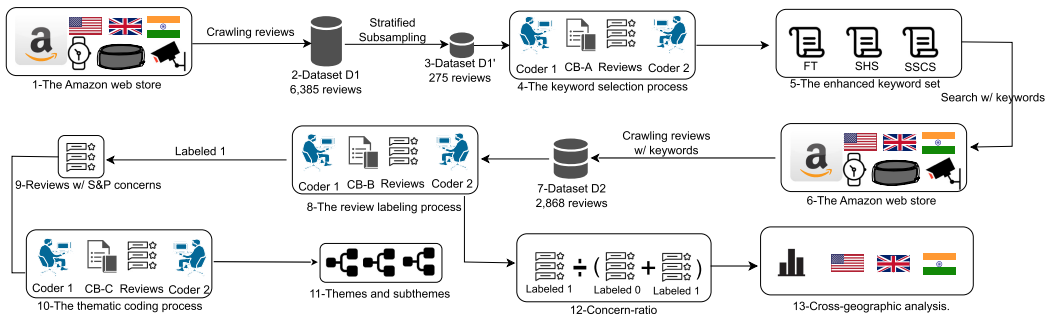 a
1-The Amazon web store
Crawling reviews
2-Dataset D1
6,385 reviews
Stratified
Subsampling
3-Dataset D1'
275 reviews
Coder 1 CB-A Reviews Coder 2
4-The keyword selection process
FT SHS SSCS
5-The enhanced keyword set
Search w/ keywords
a
6-The Amazon web store
Crawling reviews
w/ keywords
7-Dataset D2
2,868 reviews
Coder 1 CB-B Reviews Coder 2
8-The review labeling process
Labeled 1
9-Reviews w/ S&P concerns
Coder 1 CB-C Reviews Coder 2
10-The thematic coding process
11-Themes and subthemes
÷ ( + )
Labeled 1 Labeled 0 Labeled 1
12-Concern-ratio
13-Cross-geographic analysis.